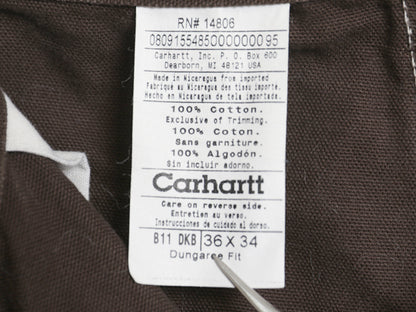 RN# 14806
08091554850000000095
Carhartt, Inc. P.O. Box 600
Dearborn, MI 48121 USA
Made in Nicaragua from imported
Fabriqué au Nicaragua des tissu importe.
Hecho en Nicaragua de tela importada.
100% Cotton.
Exclusive of Trimming.
100% Coton.
Sans garniture.
100% Algodón.
Sin incluir adorno.
Carhartt
Care on reverse side.
Entretien au verso.
Instrucciones de cuidado al dorso.
B11 DKB 36 X 34
Dungaree Fit